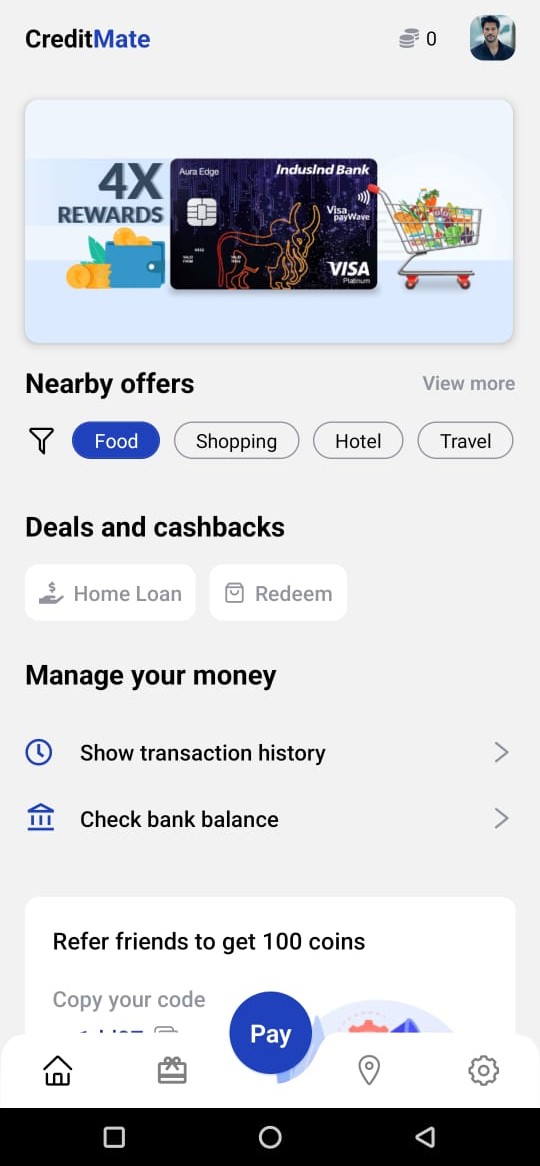 CreditMate
0
4X
REWARDS
Aura Edge
IndusInd Bank
Visa
payWave
VISA
Platinum
Nearby offers
View more
Food
Shopping
Hotel
Travel
Deals and cashbacks
Home Loan
Redeem
Manage your money
Show transaction history
Check bank balance
Refer friends to get 100 coins
Copy your code
Pay